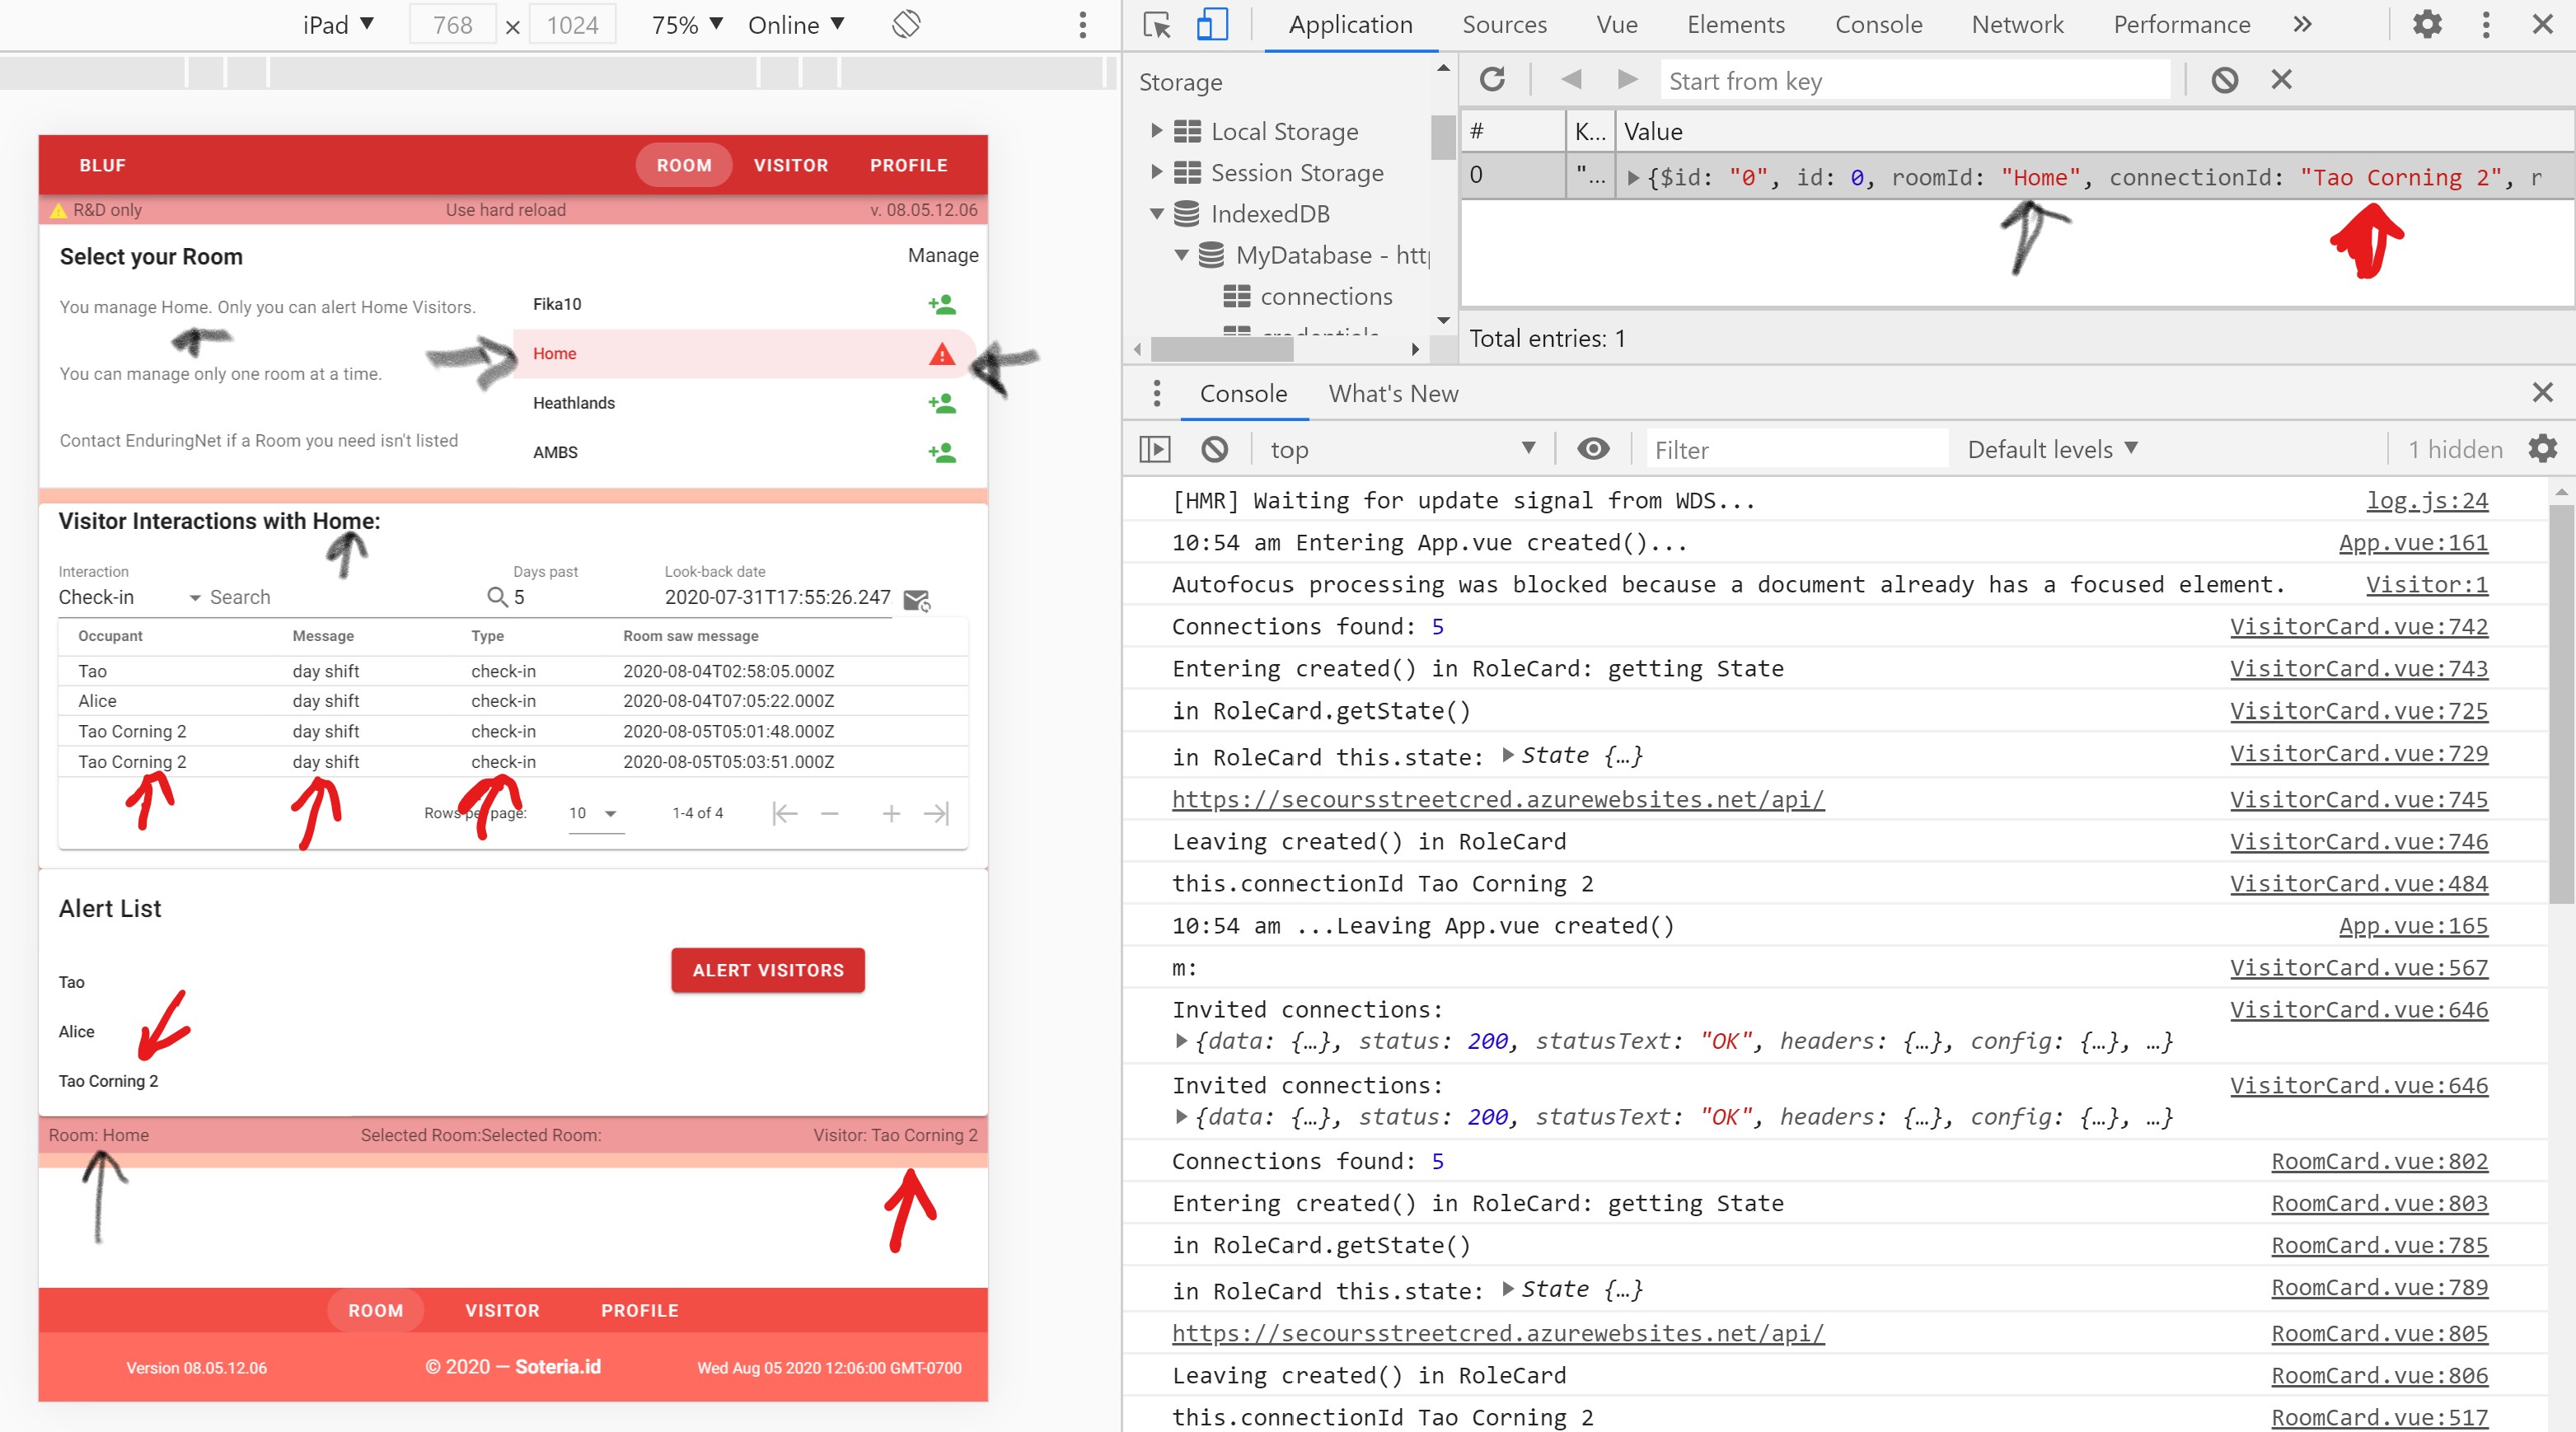 iPad ▼ 768 × 1024 75% ▼ Online ▼
BLUF ROOM VISITOR PROFILE
R&D only Use hard reload v. 08.05.12.06
Select your Room Manage
You manage Home. Only you can alert Home Visitors.
You can manage only one room at a time.
Contact EnduringNet if a Room you need isn't listed
Fika10
Home
Heathlands
AMBS
Visitor Interactions with Home:
Interaction Days past Look-back date
Check-in Search 5 2020-07-31T17:55:26.247
Occupant Message Type Room saw message
Tao day shift check-in 2020-08-04T02:58:05.000Z
Alice day shift check-in 2020-08-04T07:05:22.000Z
Tao Corning 2 day shift check-in 2020-08-05T05:01:48.000Z
Tao Corning 2 day shift check-in 2020-08-05T05:03:51.000Z
Rows per page: 10 1-4 of 4
Alert List
ALERT VISITORS
Tao
Alice
Tao Corning 2
Room: Home Selected Room:Selected Room: Visitor: Tao Corning 2
ROOM VISITOR PROFILE
Version 08.05.12.06 © 2020 — Soteria.id Wed Aug 05 2020 12:06:00 GMT-0700
Application Sources Vue Elements Console Network Performance »
Storage
Local Storage
Session Storage
IndexedDB
MyDatabase - htt
connections
Start from key
# K... Value
0 "... {$id: "0", id: 0, roomId: "Home", connectionId: "Tao Corning 2", r
Total entries: 1
Console What's New
top ▼ Filter Default levels ▼ 1 hidden
[HMR] Waiting for update signal from WDS... log.js:24
10:54 am Entering App.vue created()... App.vue:161
Autofocus processing was blocked because a document already has a focused element. Visitor:1
Connections found: 5 VisitorCard.vue:742
Entering created() in RoleCard: getting State VisitorCard.vue:743
in RoleCard.getState() VisitorCard.vue:725
in RoleCard this.state: State {…} VisitorCard.vue:729
https://secoursstreetcred.azurewebsites.net/api/ VisitorCard.vue:745
Leaving created() in RoleCard VisitorCard.vue:746
this.connectionId Tao Corning 2 VisitorCard.vue:484
10:54 am ...Leaving App.vue created() App.vue:165
m: VisitorCard.vue:567
Invited connections: VisitorCard.vue:646
{data: {…}, status: 200, statusText: "OK", headers: {…}, config: {…}, …}
Invited connections: VisitorCard.vue:646
{data: {…}, status: 200, statusText: "OK", headers: {…}, config: {…}, …}
Connections found: 5 RoomCard.vue:802
Entering created() in RoleCard: getting State RoomCard.vue:803
in RoleCard.getState() RoomCard.vue:785
in RoleCard this.state: State {…} RoomCard.vue:789
https://secoursstreetcred.azurewebsites.net/api/ RoomCard.vue:805
Leaving created() in RoleCard RoomCard.vue:806
this.connectionId Tao Corning 2 RoomCard.vue:517